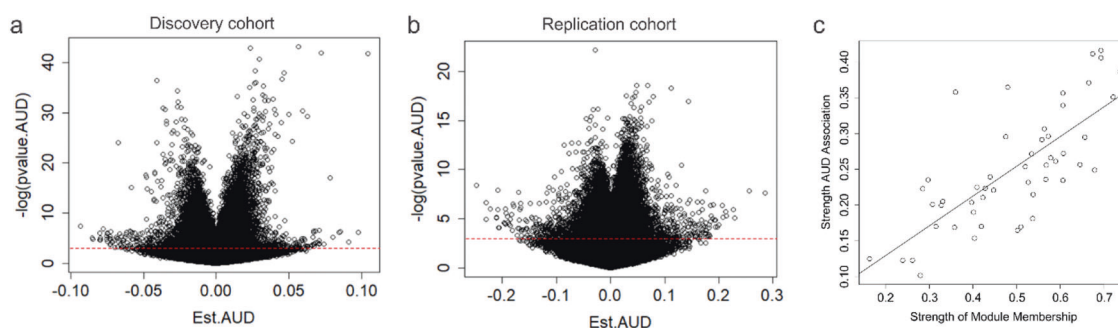 a Discovery cohort
-log(pvalue.AUD)
40
30
20
10
0
-0.10 -0.05 0.00 0.05 0.10
Est.AUD
b Replication cohort
-log(pvalue.AUD)
20
15
10
5
0
-0.2 -0.1 0.0 0.1 0.2 0.3
Est.AUD
c
Strength AUD Association
0.40
0.35
0.30
0.25
0.20
0.15
0.10
0.2 0.3 0.4 0.5 0.6 0.7
Strength of Module Membership